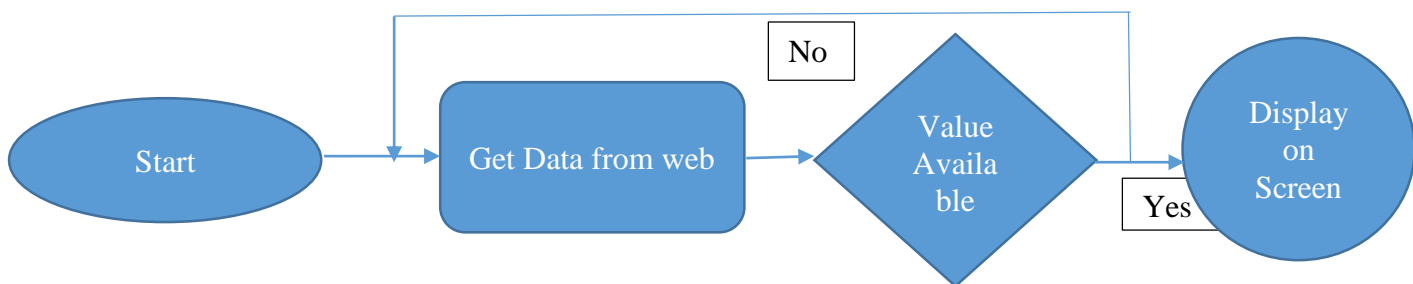 Start
Get Data from web
No
Value
Availa
ble
Yes
Display
on
Screen